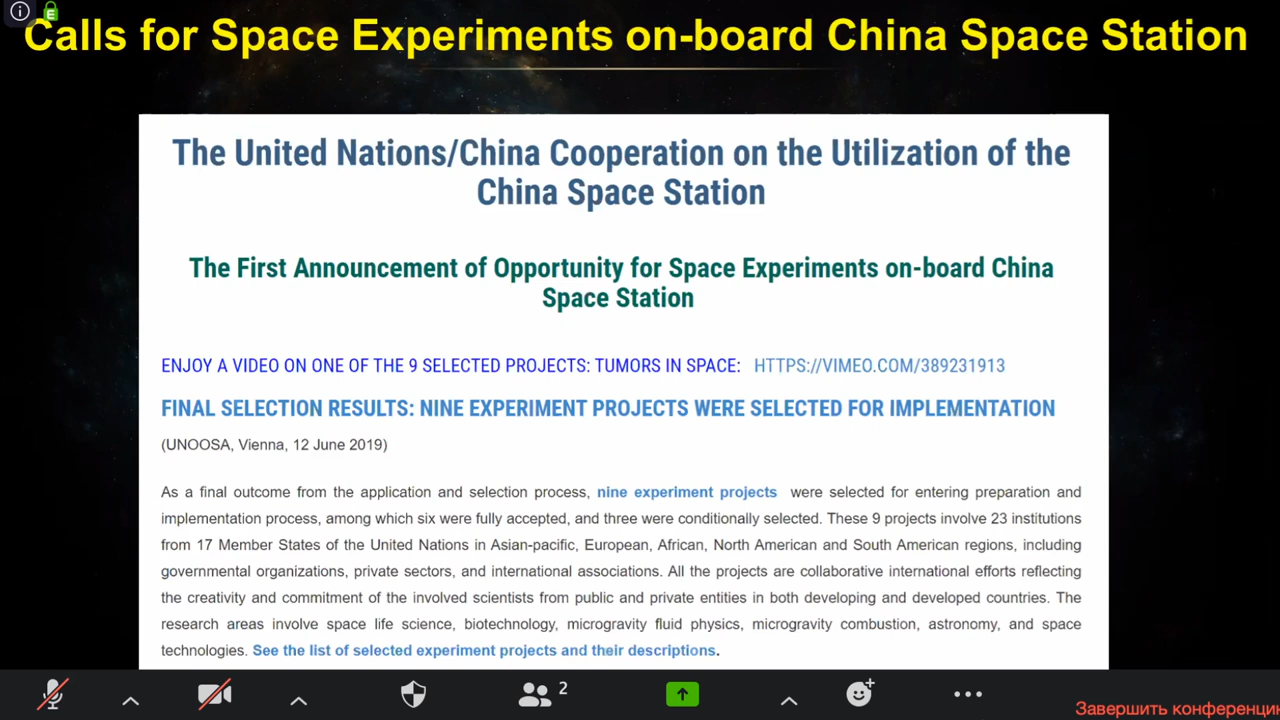 Calls for Space Experiments on-board China Space Station
The United Nations/China Cooperation on the Utilization of the
China Space Station
The First Announcement of Opportunity for Space Experiments on-board China
Space Station
ENJOY A VIDEO ON ONE OF THE 9 SELECTED PROJECTS: TUMORS IN SPACE: HTTPS://VIMEO.COM/389231913
FINAL SELECTION RESULTS: NINE EXPERIMENT PROJECTS WERE SELECTED FOR IMPLEMENTATION
(UNOOSA, Vienna, 12 June 2019)
As a final outcome from the application and selection process, nine experiment projects were selected for entering preparation and
implementation process, among which six were fully accepted, and three were conditionally selected. These 9 projects involve 23 institutions
from 17 Member States of the United Nations in Asian-pacific, European, African, North American and South American regions, including
governmental organizations, private sectors, and international associations. All the projects are collaborative international efforts reflecting
the creativity and commitment of the involved scientists from public and private entities in both developing and developed countries. The
research areas involve space life science, biotechnology, microgravity fluid physics, microgravity combustion, astronomy, and space
technologies. See the list of selected experiment projects and their descriptions.
2
Завершить конференци